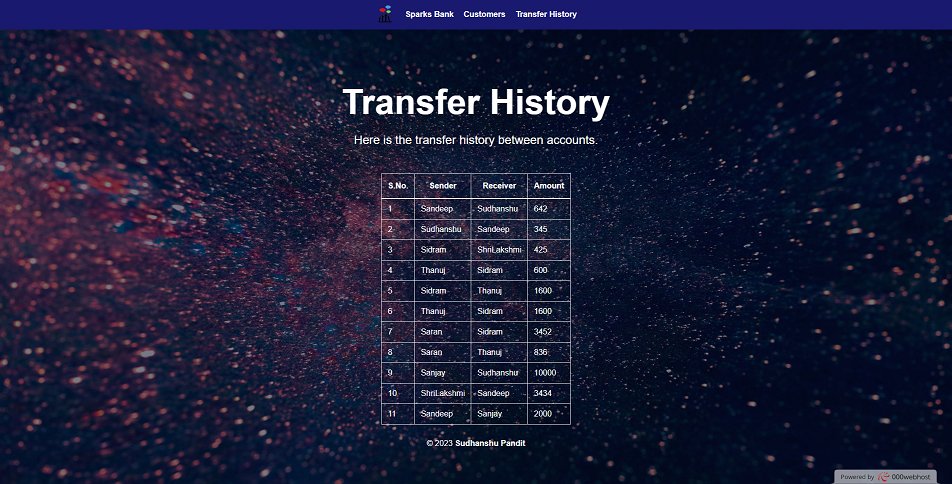 Sparks Bank Customers Transfer History
Transfer History
Here is the transfer history between accounts.
S.No. Sender Receiver Amount
1 Sandeep Sudhanshu 642
2 Sudhanshu Sandeep 345
3 Sidram ShriLakshmi 425
4 Thanuj Sidram 600
5 Sidram Thanuj 1600
6 Thanuj Sidram 1600
7 Saran Sidram 3452
8 Saran Thanuj 836
9 Sanjay Sudhanshu 10000
10 ShriLakshmi Sandeep 3434
11 Sandeep Sanjay 2000
© 2023 Sudhanshu Pandit
Powered by 000webhost